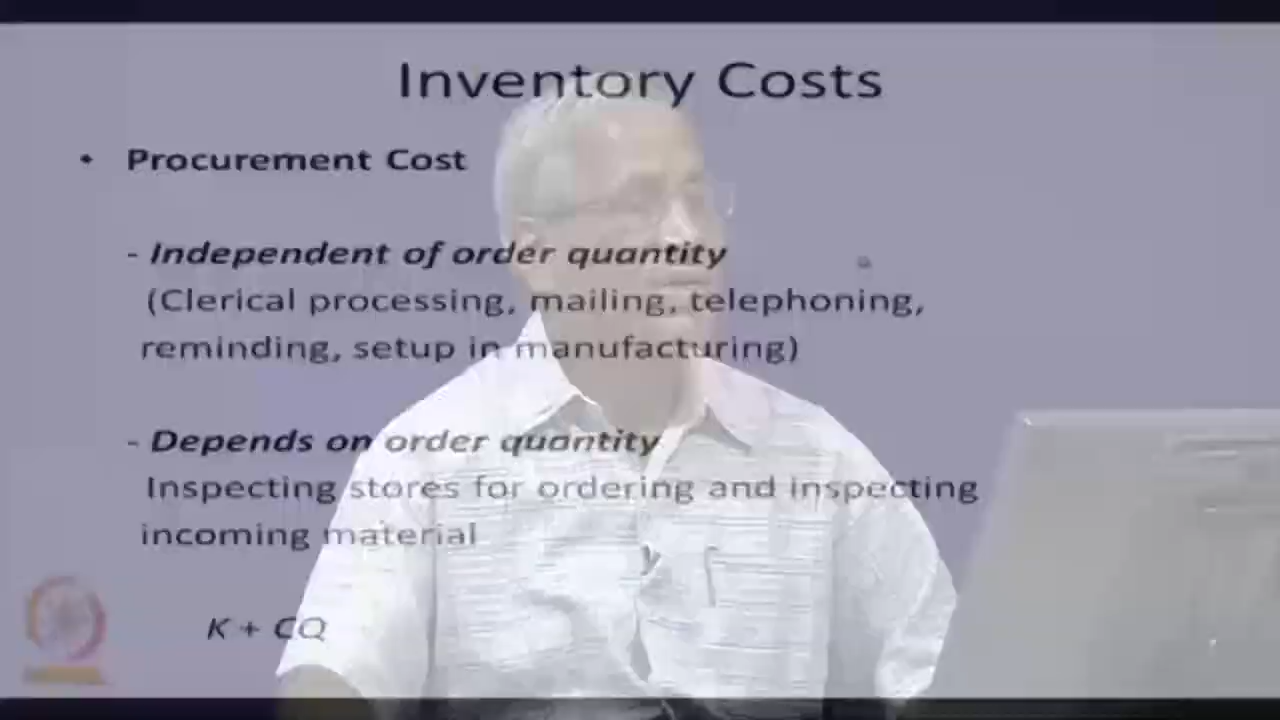 Inventory Costs
• Procurement Cost
- Independent of order quantity
(Clerical processing, mailing, telephoning,
reminding, setup in manufacturing)
- Depends on order quantity
Inspecting stores for ordering and inspecting
incoming material
K + CQ